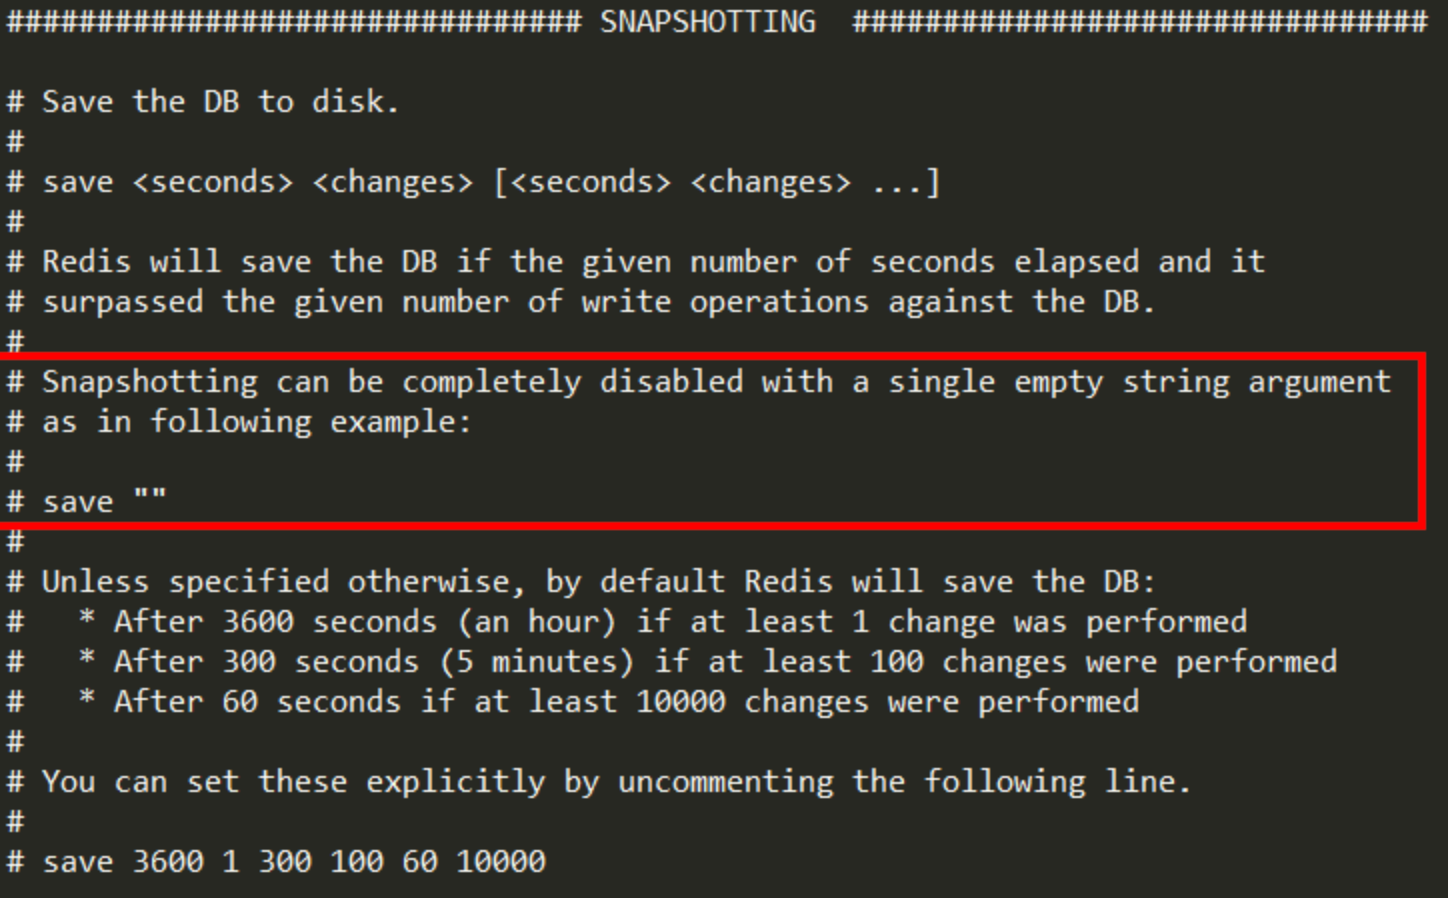 ################################ SNAPSHOTTING  ################################

# Save the DB to disk.
#
# save <seconds> <changes> [<seconds> <changes> ...]
#
# Redis will save the DB if the given number of seconds elapsed and it
# surpassed the given number of write operations against the DB.
#
# Snapshotting can be completely disabled with a single empty string argument
# as in following example:
#
# save ""
#
# Unless specified otherwise, by default Redis will save the DB:
#   * After 3600 seconds (an hour) if at least 1 change was performed
#   * After 300 seconds (5 minutes) if at least 100 changes were performed
#   * After 60 seconds if at least 10000 changes were performed
#
# You can set these explicitly by uncommenting the following line.
#
# save 3600 1 300 100 60 10000